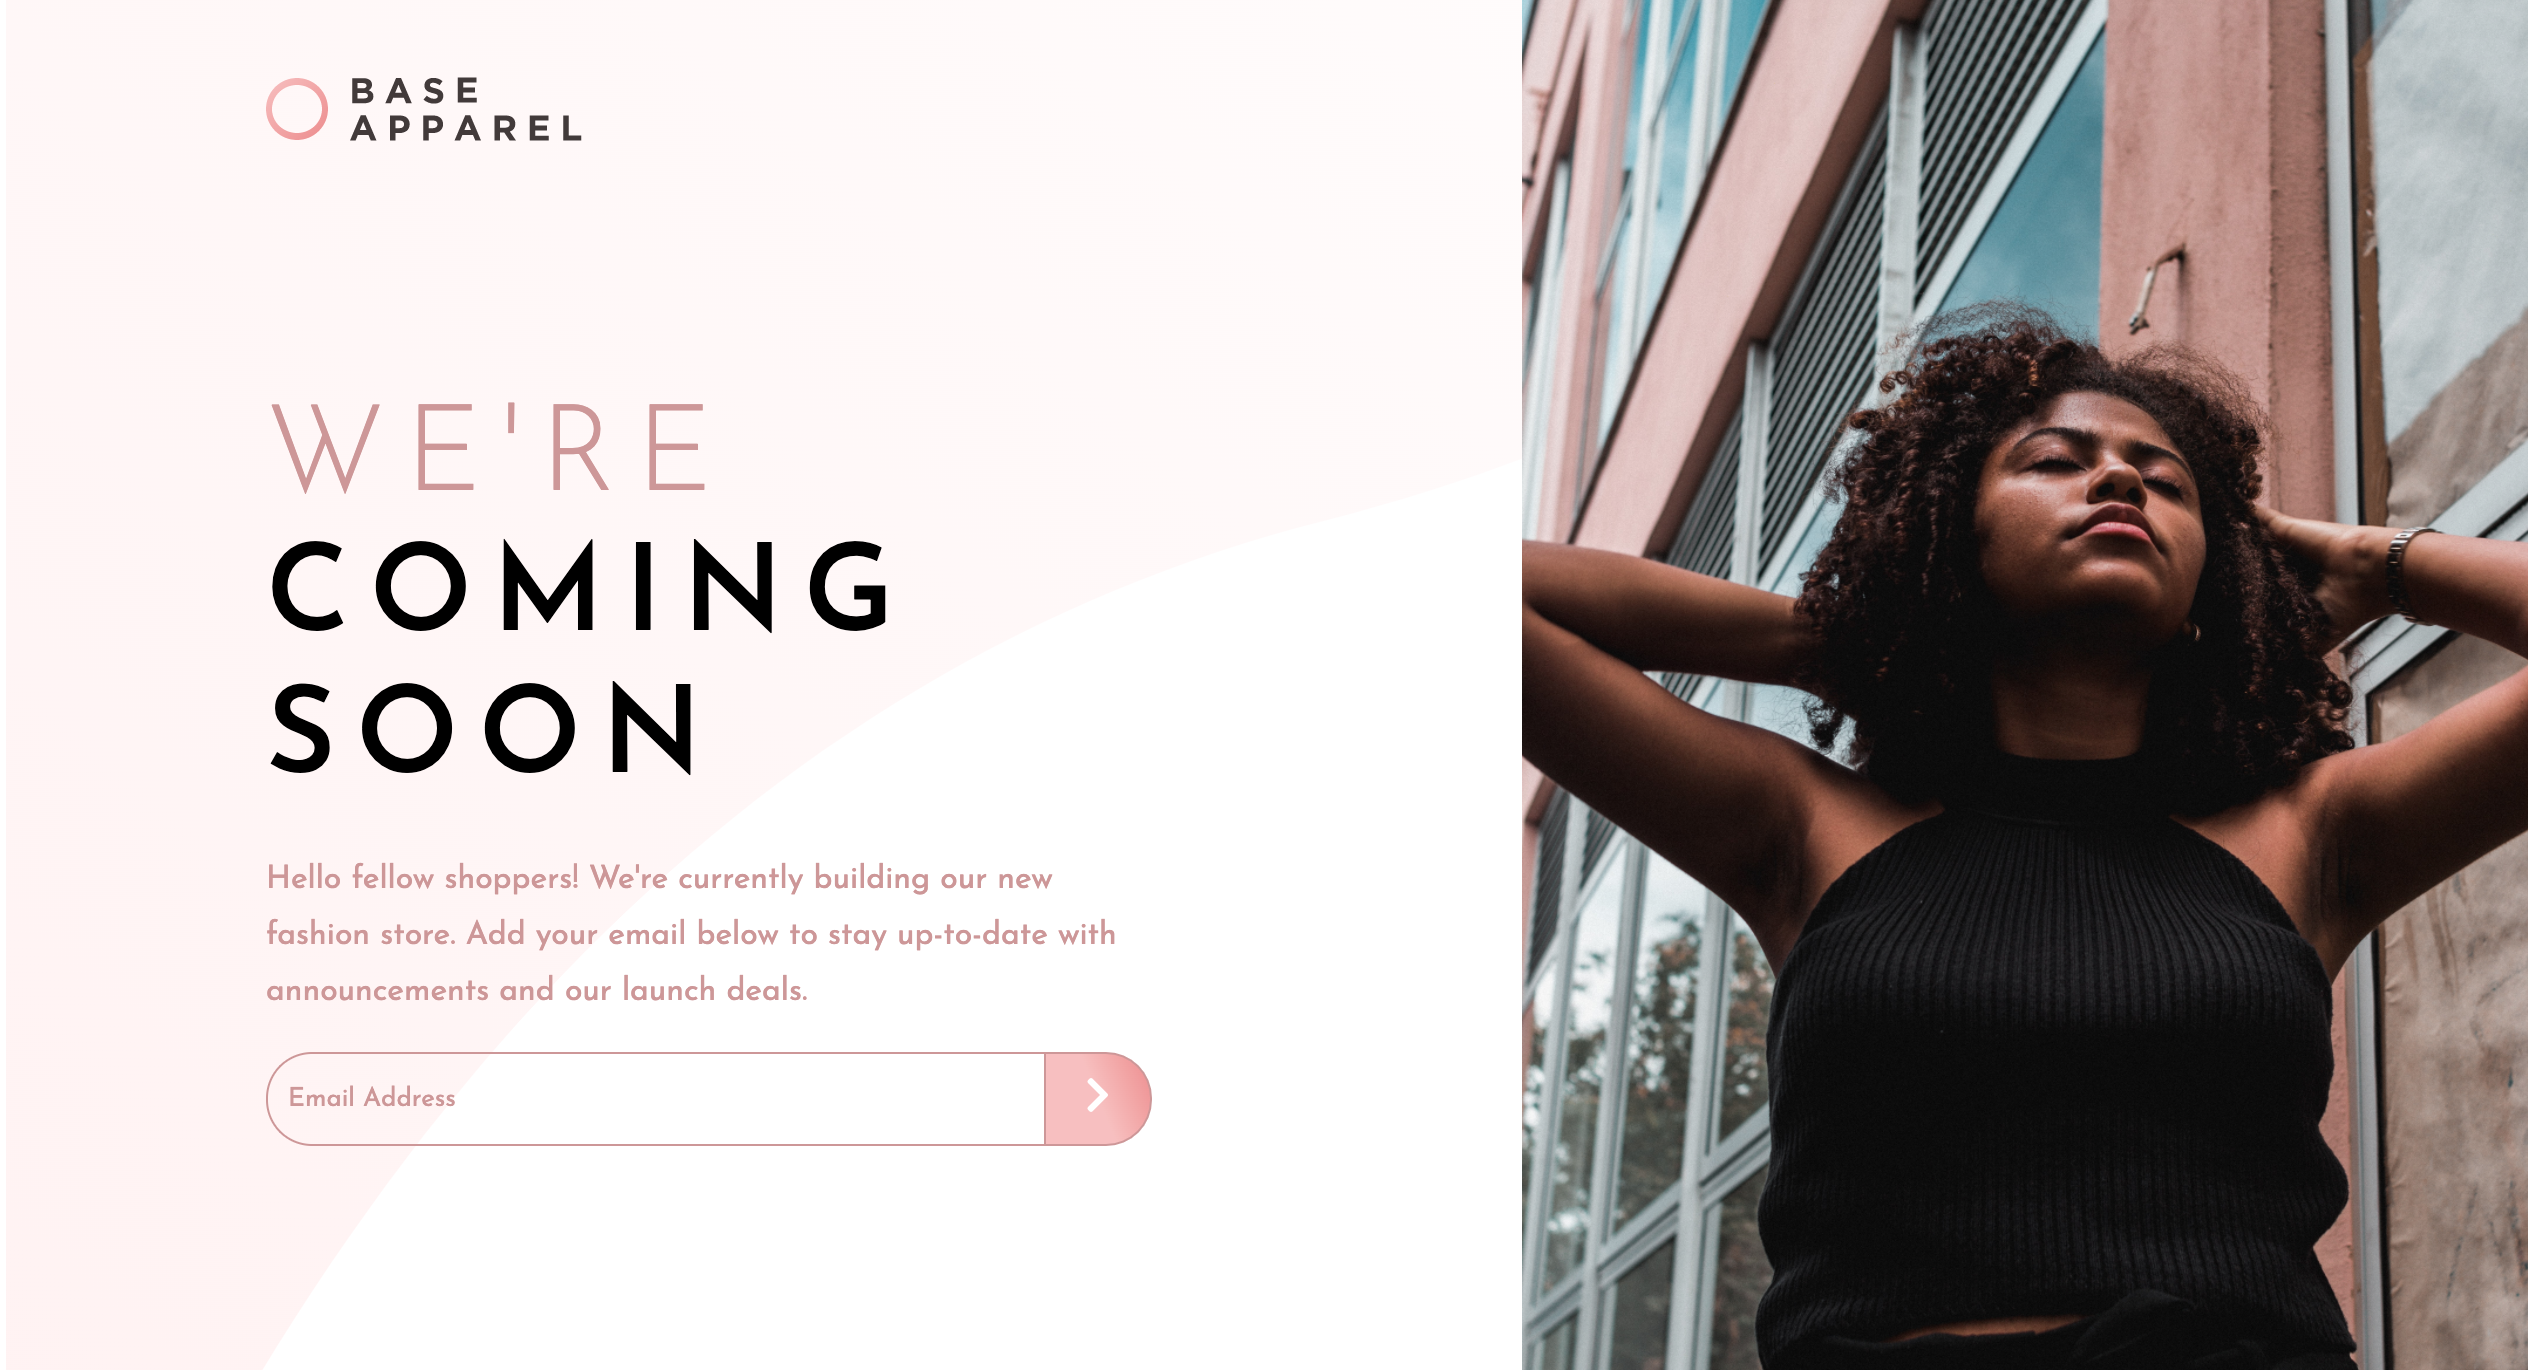 BASE
APPAREL
WE'RE
COMING
SOON
Hello fellow shoppers! We're currently building our new
fashion store. Add your email below to stay up-to-date with
announcements and our launch deals.
Email Address